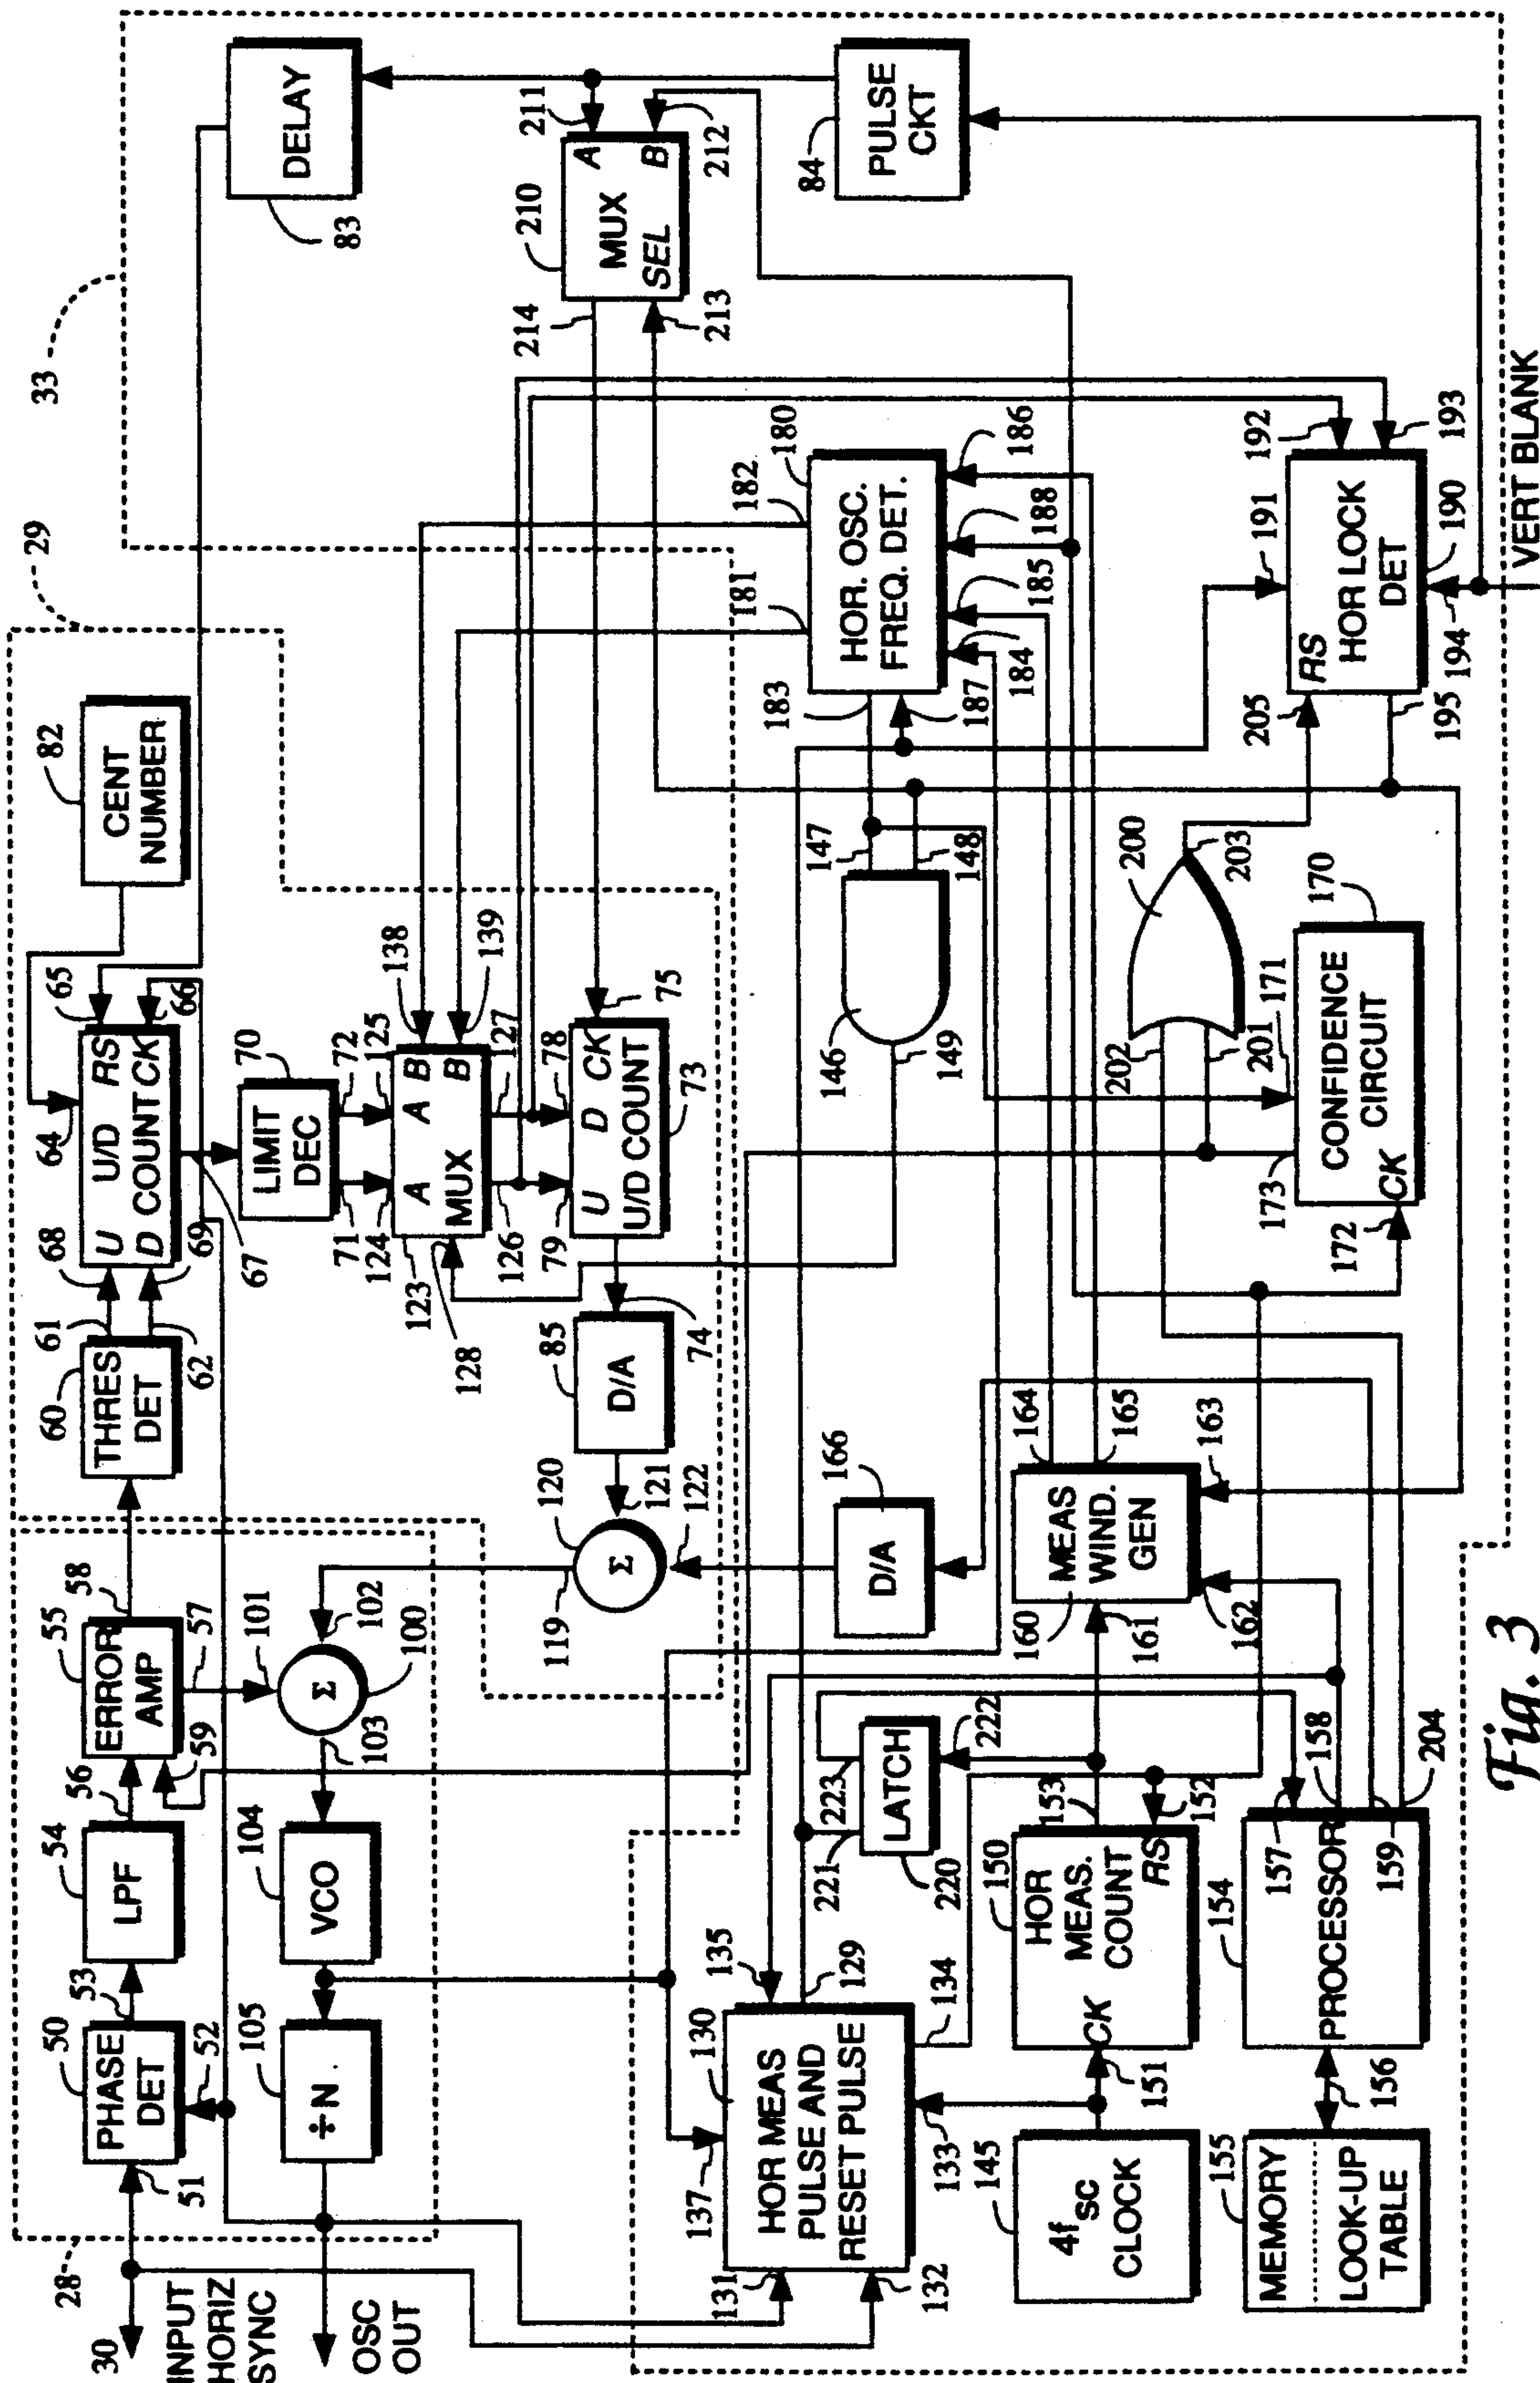 33
29
28
30
INPUT
HORIZ
SYNC
OSC
OUT
51
50
PHASE
DET
52
53
54
LPF
56
55
ERROR
AMP
58
57
59
60
THRES
DET
61
62
68
69
64
U U/D RS
D COUNT CK
65
66
67
82
CENT
NUMBER
83
DELAY
70
LIMIT
DEC
71
72
124
125
A A B
MUX B
123
128
138
139
126
127
79
78
U D CK
U/D COUNT
75
73
74
85
D/A
121
120
Σ
122
119
102
101
Σ
100
103
104
VCO
105
÷N
210
A
MUX
SEL B
211
212
213
214
84
PULSE
CKT
180
HOR. OSC.
FREQ. DET.
181
182
183
184
185
186
187
188
147
148
146
149
191
192
193
RS
HOR LOCK
DET
190
194
195
205
VERT BLANK
200
203
202
201
170
171
CONFIDENCE
CIRCUIT
CK
172
173
166
D/A
164
165
163
MEAS
WIND.
GEN
160
161
162
135
130
137
HOR MEAS
PULSE AND
RESET PULSE
129
134
131
132
133
221
223
LATCH
220
222
150
HOR
MEAS.
COUNT
CK
RS
153
152
151
145
4fSC
CLOCK
154
PROCESSOR
157
158
159
204
156
155
MEMORY
LOOK-UP
TABLE
Fig. 3